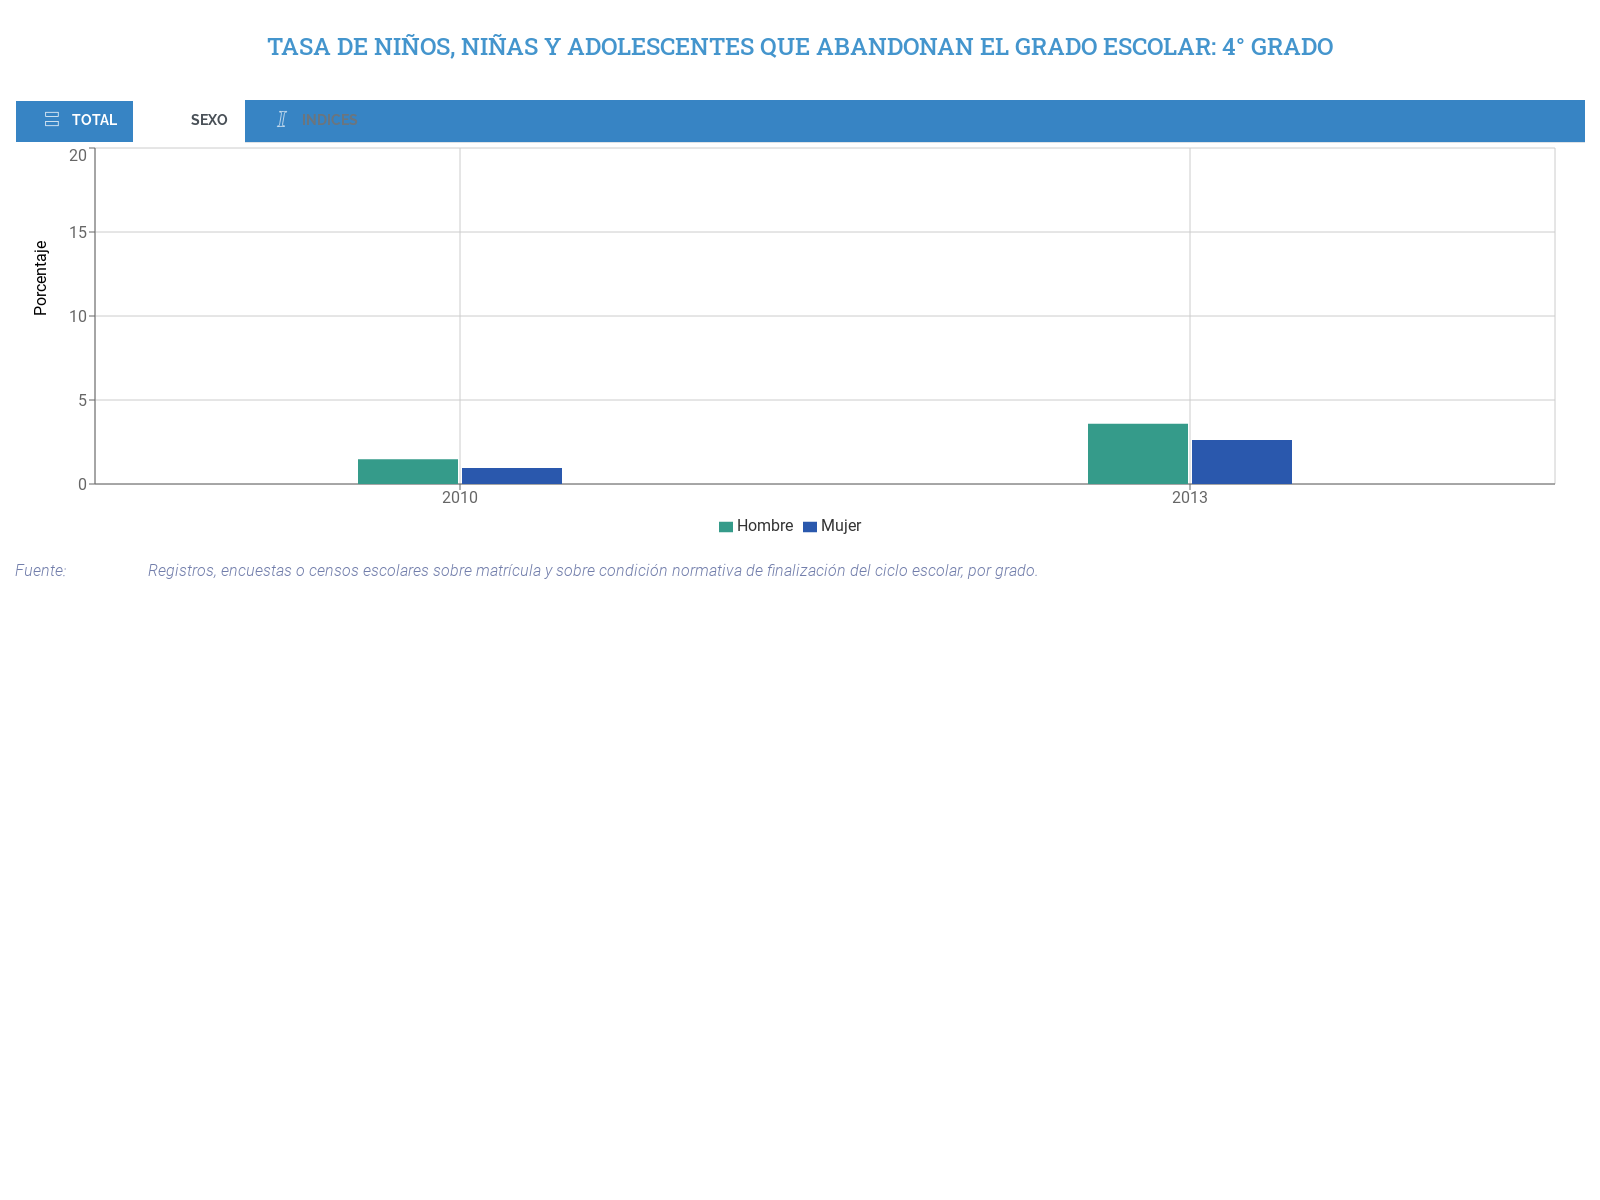 TASA DE NIÑOS, NIÑAS Y ADOLESCENTES QUE ABANDONAN EL GRADO ESCOLAR: 4° GRADO
TOTAL SEXO INDICES
20
15
10
5
0
Porcentaje
2010 2013
Hombre Mujer
Fuente: Registros, encuestas o censos escolares sobre matrícula y sobre condición normativa de finalización del ciclo escolar, por grado.